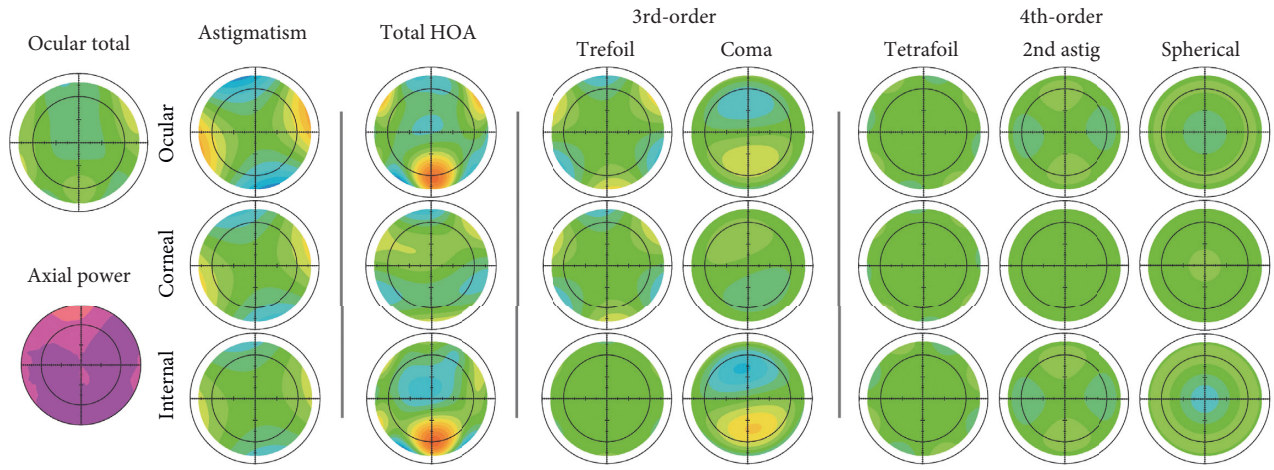 3rd-order
4th-order
Ocular total
Astigmatism
Total HOA
Trefoil
Coma
Tetrafoil
2nd astig
Spherical
Ocular
Corneal
Axial power
Internal